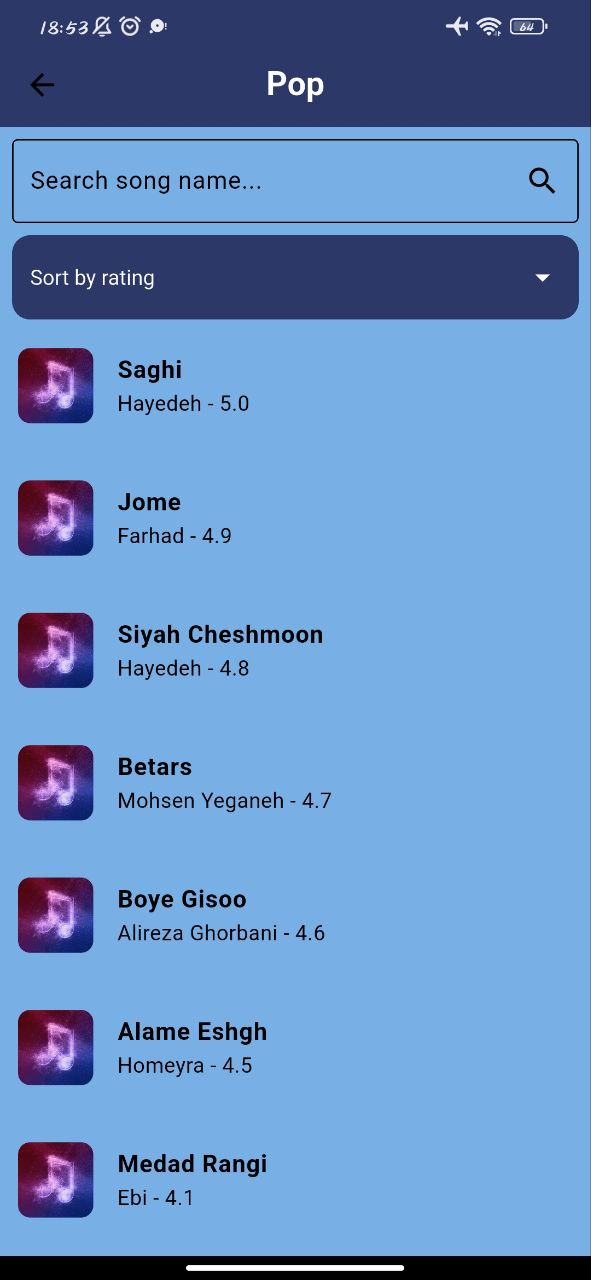 18:53
64
Pop
Search song name...
Sort by rating
Saghi
Hayedeh - 5.0
Jome
Farhad - 4.9
Siyah Cheshmoon
Hayedeh - 4.8
Betars
Mohsen Yeganeh - 4.7
Boye Gisoo
Alireza Ghorbani - 4.6
Alame Eshgh
Homeyra - 4.5
Medad Rangi
Ebi - 4.1